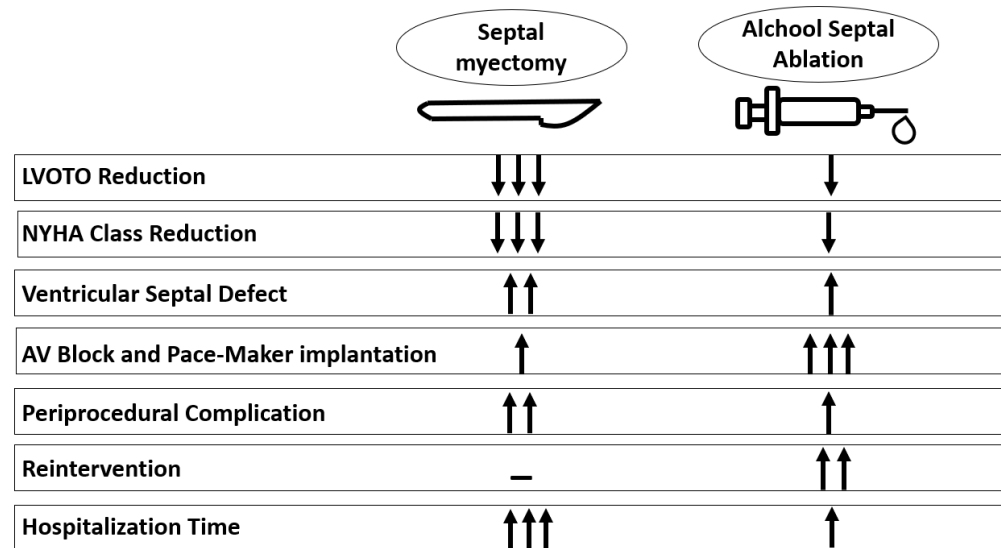 Septal
myectomy
Alchool Septal
Ablation
LVOTO Reduction
NYHA Class Reduction
Ventricular Septal Defect
AV Block and Pace-Maker implantation
Periprocedural Complication
Reintervention
Hospitalization Time